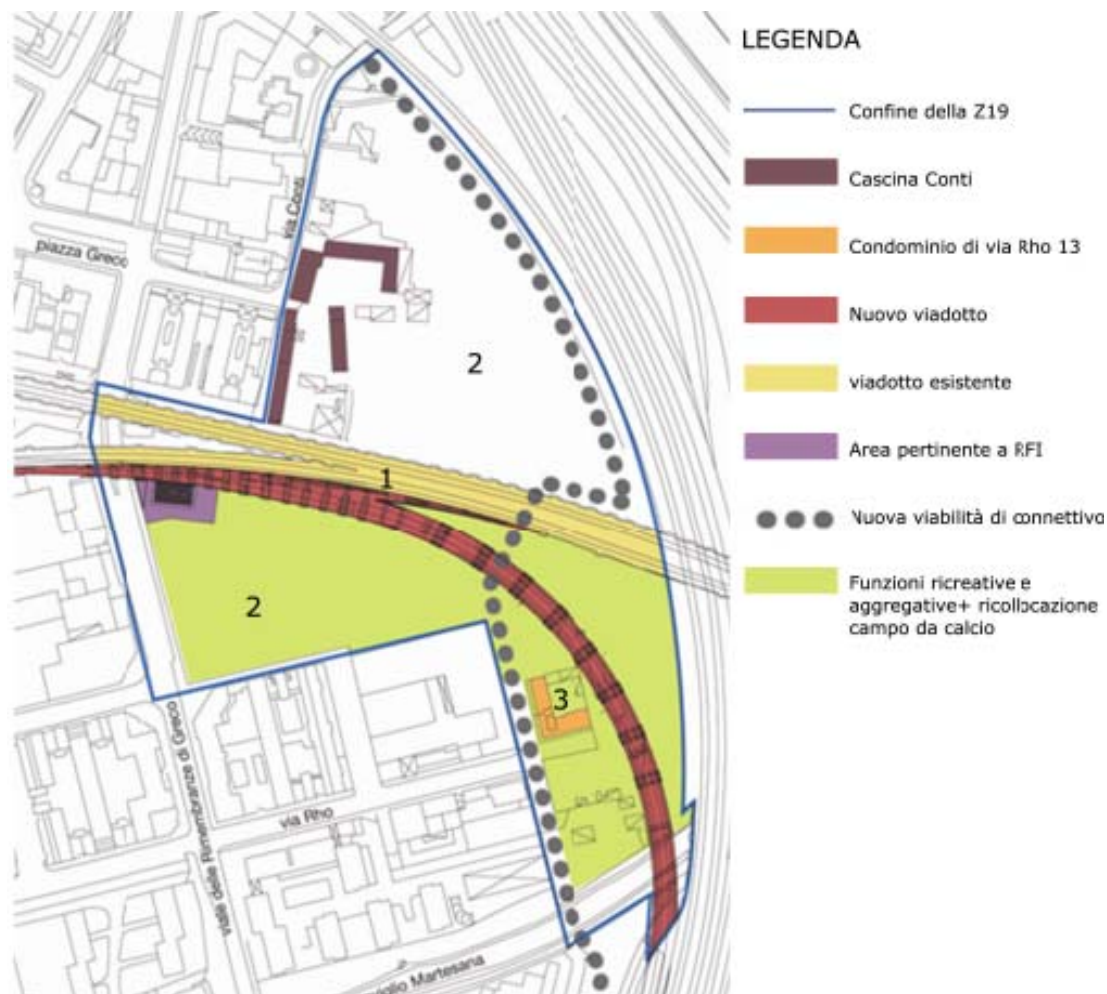 LEGENDA
Confine della Z19
Cascina Conti
Condominio di via Rho 13
Nuovo viadotto
viadotto esistente
Area pertinente a RFI
Nuova viabilità di connettivo
Funzioni ricreative e
aggregative+ ricollocazione
campo da calcio
via Conti
piazza Greco
2
1
2
3
viale delle Rimembranze di Greco
via Rho
Martesana